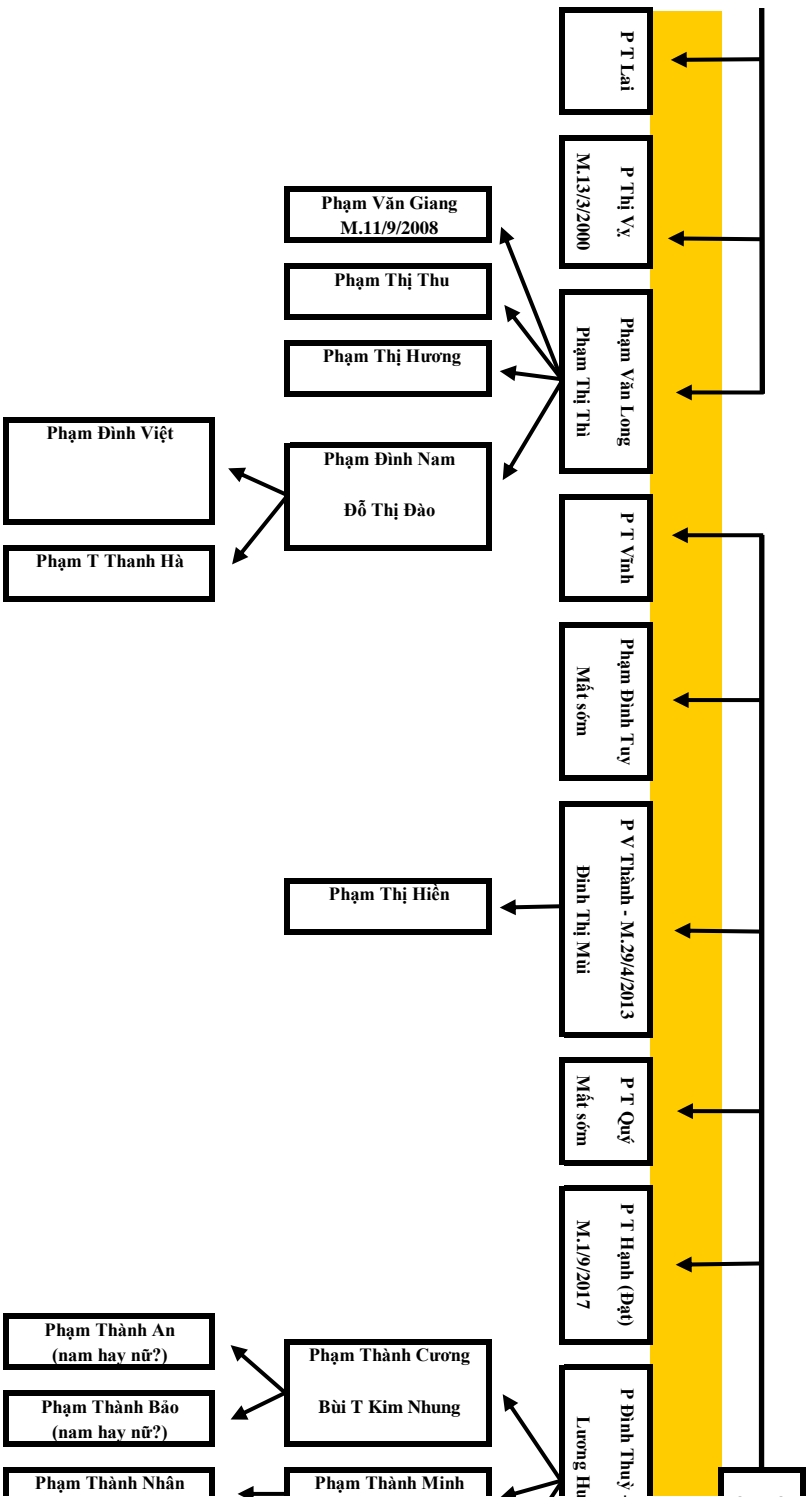 P T Lai
P Thị Vỵ
M.13/3/2000
Phạm Văn Giang
M.11/9/2008
Phạm Thị Thu
Phạm Thị Hương
Phạm Văn Long
Phạm Thị Thì
Phạm Đình Việt
Phạm Đình Nam
Đỗ Thị Đào
Phạm T Thanh Hà
P T Vĩnh
Phạm Đình Tuy
Mất sớm
P V Thành - M.29/4/2013
Đinh Thị Mùi
Phạm Thị Hiền
P T Quý
Mất sớm
P T Hạnh (Đạt)
M.1/9/2017
Phạm Thành An
(nam hay nữ?)
Phạm Thành Cương
Bùi T Kim Nhung
Phạm Thành Bảo
(nam hay nữ?)
P Đình Thuỳ -
Lương
Phạm Thành Nhân
Phạm Thành Minh